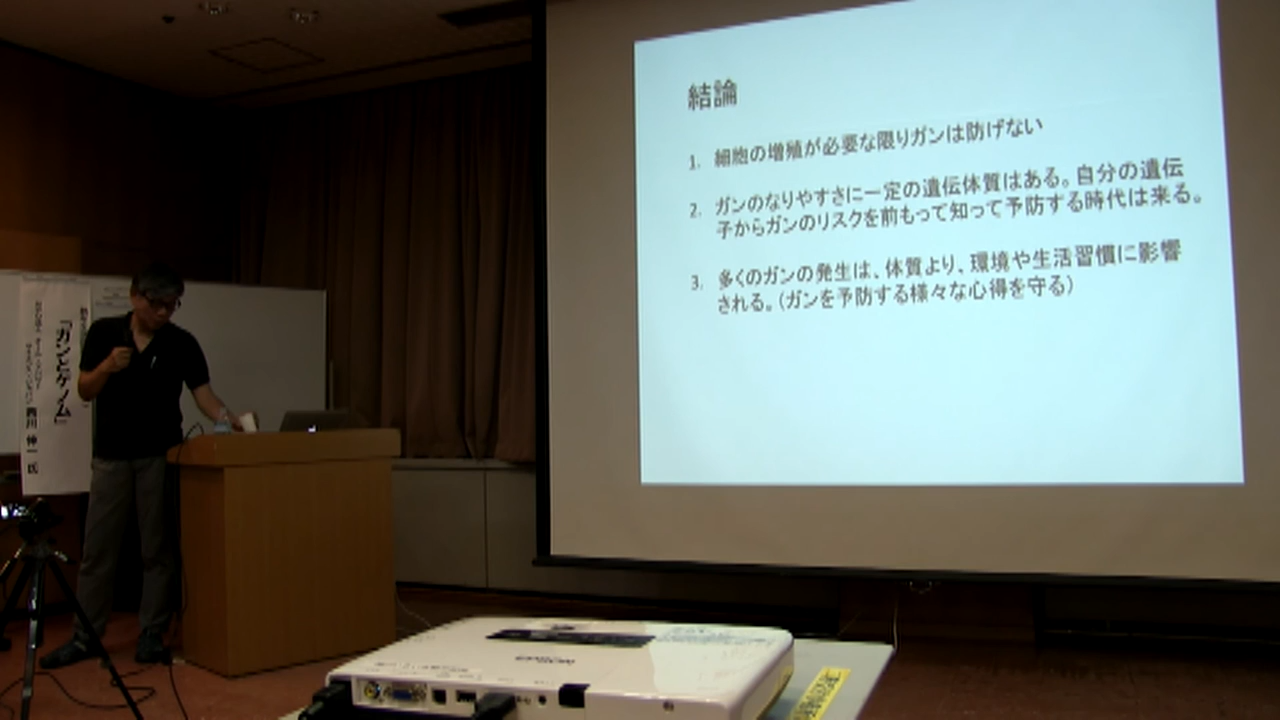 結論
1. 細胞の増殖が必要な限りガンは防げない
2. ガンのなりやすさに一定の遺伝体質はある。自分の遺伝
子からガンのリスクを前もって知って予防する時代は来る。
3. 多くのガンの発生は、体質より、環境や生活習慣に影響
される。(ガンを予防する様々な心得を守る)
『ガンとゲノム』
西川 伸一 氏